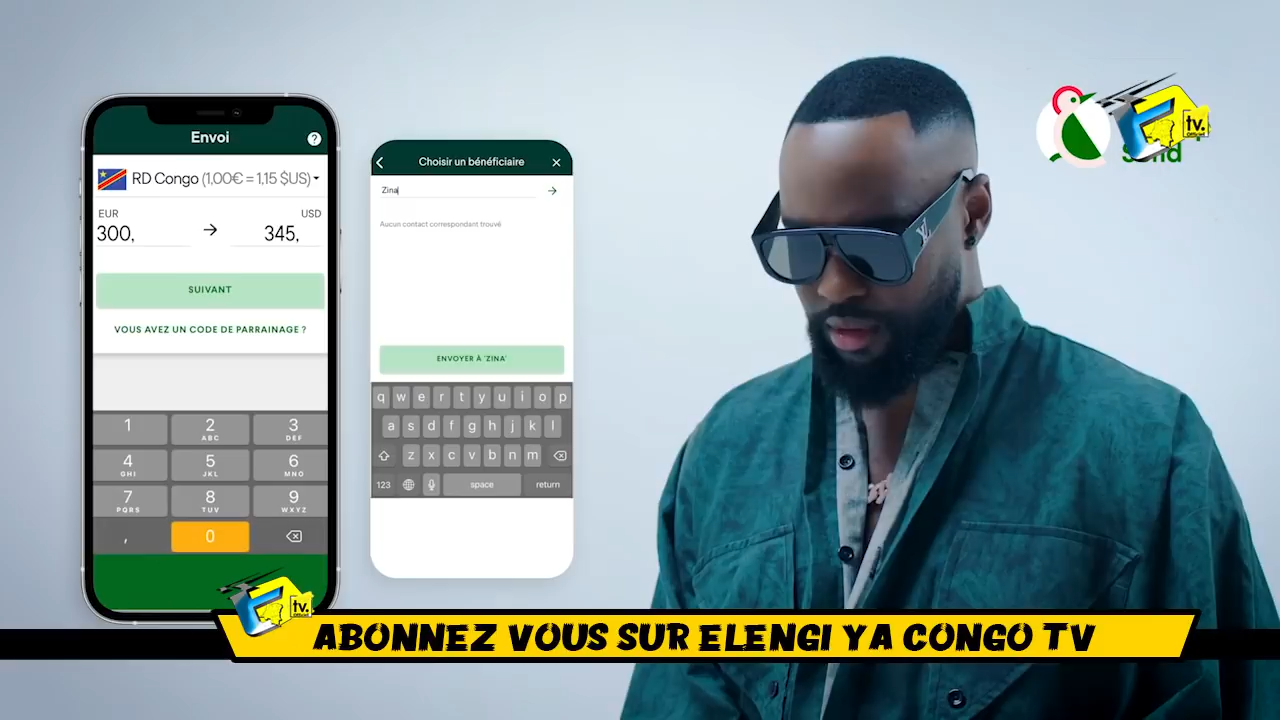 Envoi
?
RD Congo (1,00€ = 1,15 $US)
EUR
USD
300,
345,
SUIVANT
VOUS AVEZ UN CODE DE PARRAINAGE ?
1
2
ABC
3
DEF
4
GHI
5
JKL
6
MNO
7
PQRS
8
TUV
9
WXYZ
,
0
Choisir un bénéficiaire
Zina
Aucun contact correspondant trouvé
ENVOYER À 'ZINA'
q w e r t y u i o p
a s d f g h j k l
z x c v b n m
123
space
return
tv.
Officiel
tv.
Officiel
ABONNEZ VOUS SUR ELENGI YA CONGO TV